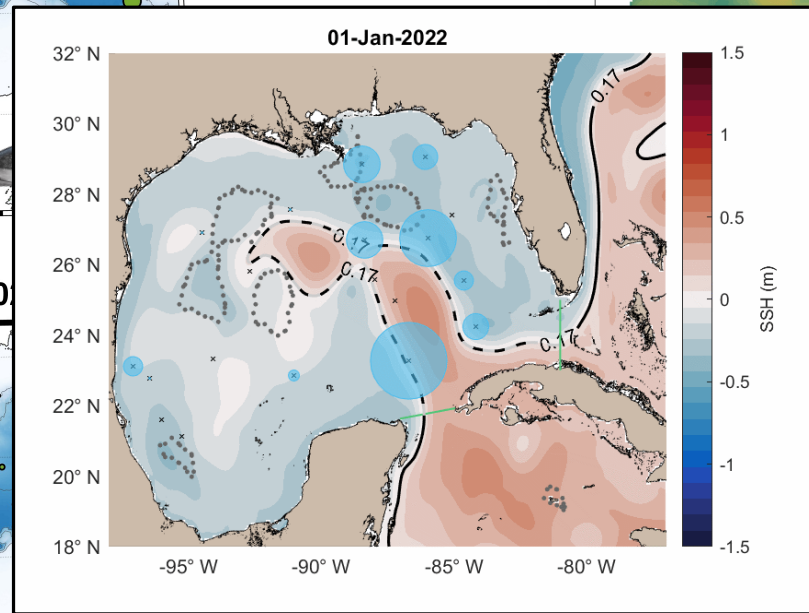 01-Jan-2022
32° N
30° N
28° N
26° N
24° N
22° N
20° N
18° N
-95° W
-90° W
-85° W
-80° W
0.17
0.17
0.17
0.17
1.5
1
0.5
0
-0.5
-1
-1.5
SSH (m)